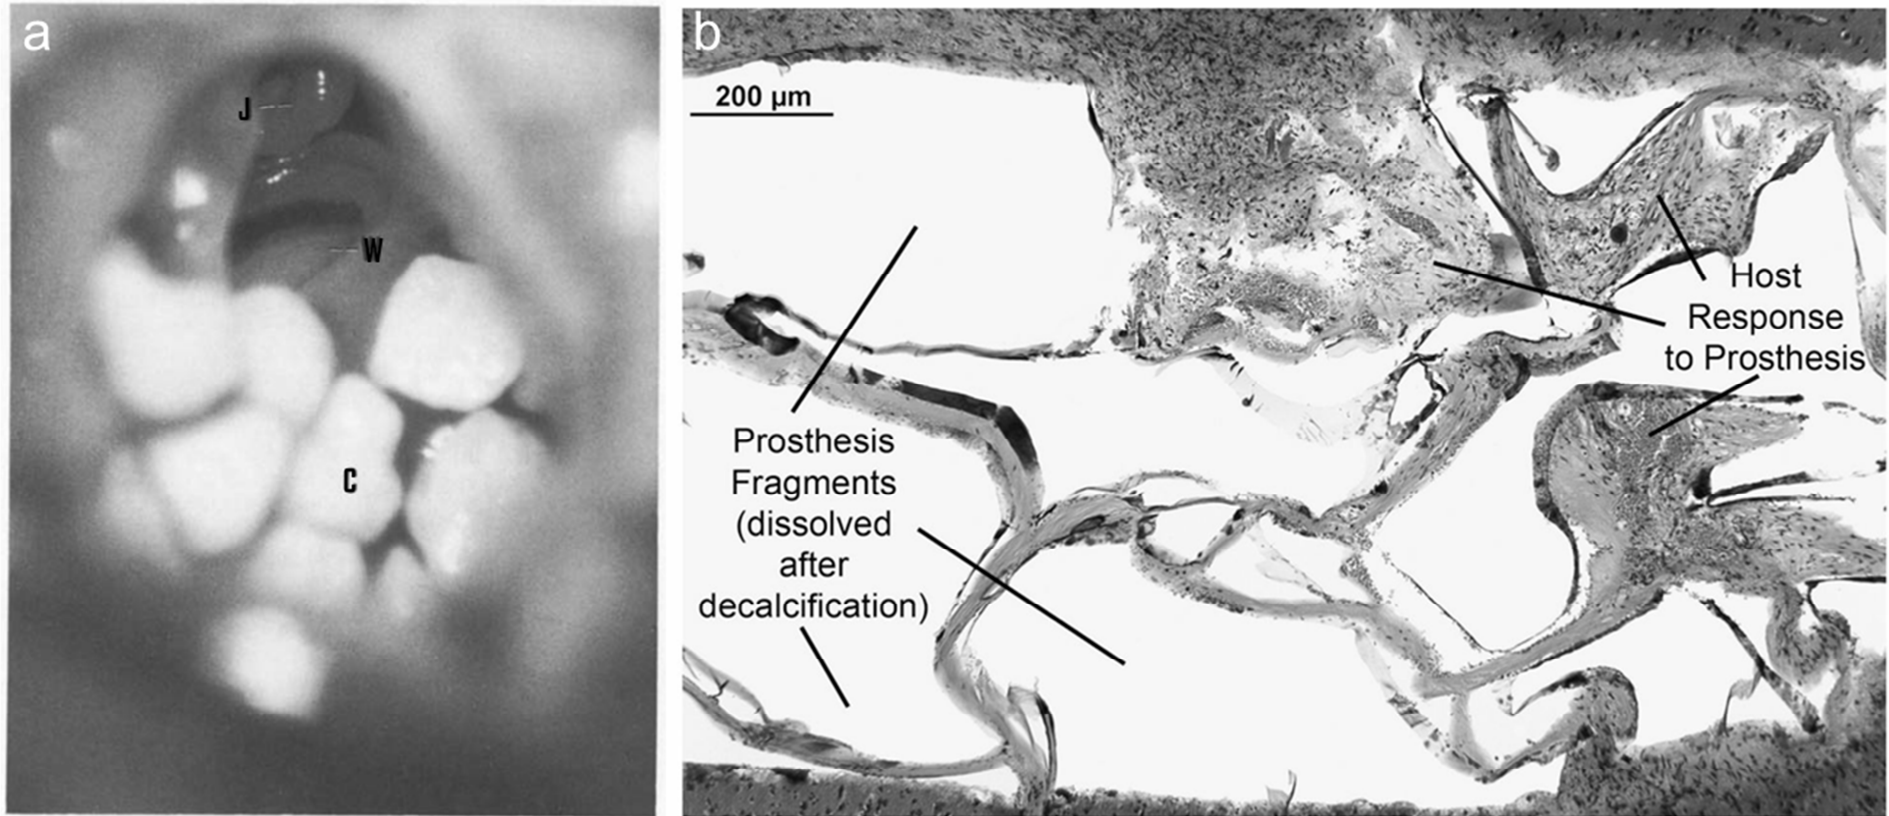 a
J
W
C
b
200 µm
Prosthesis
Fragments
(dissolved
after
decalcification)
Host
Response
to Prosthesis